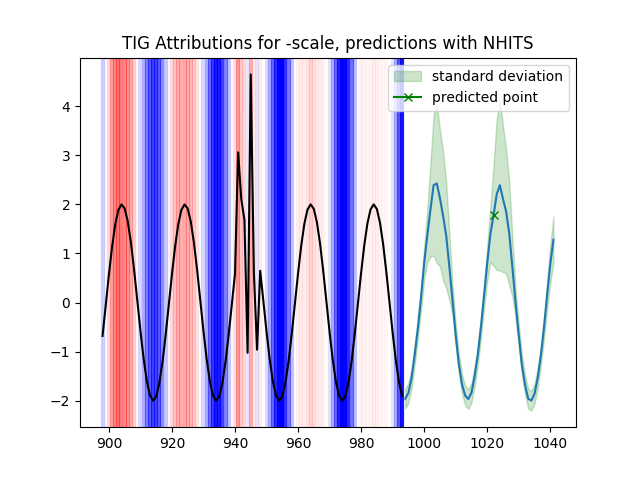 TIG Attributions for -scale, predictions with NHITS
standard deviation
predicted point
4
3
2
1
0
−1
−2
900 920 940 960 980 1000 1020 1040